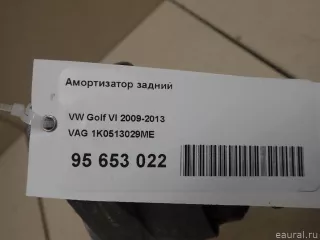 Амортизатор задний
VW Golf VI 2009-2013
VAG 1K0513029ME
95 653 022
eaural.ru